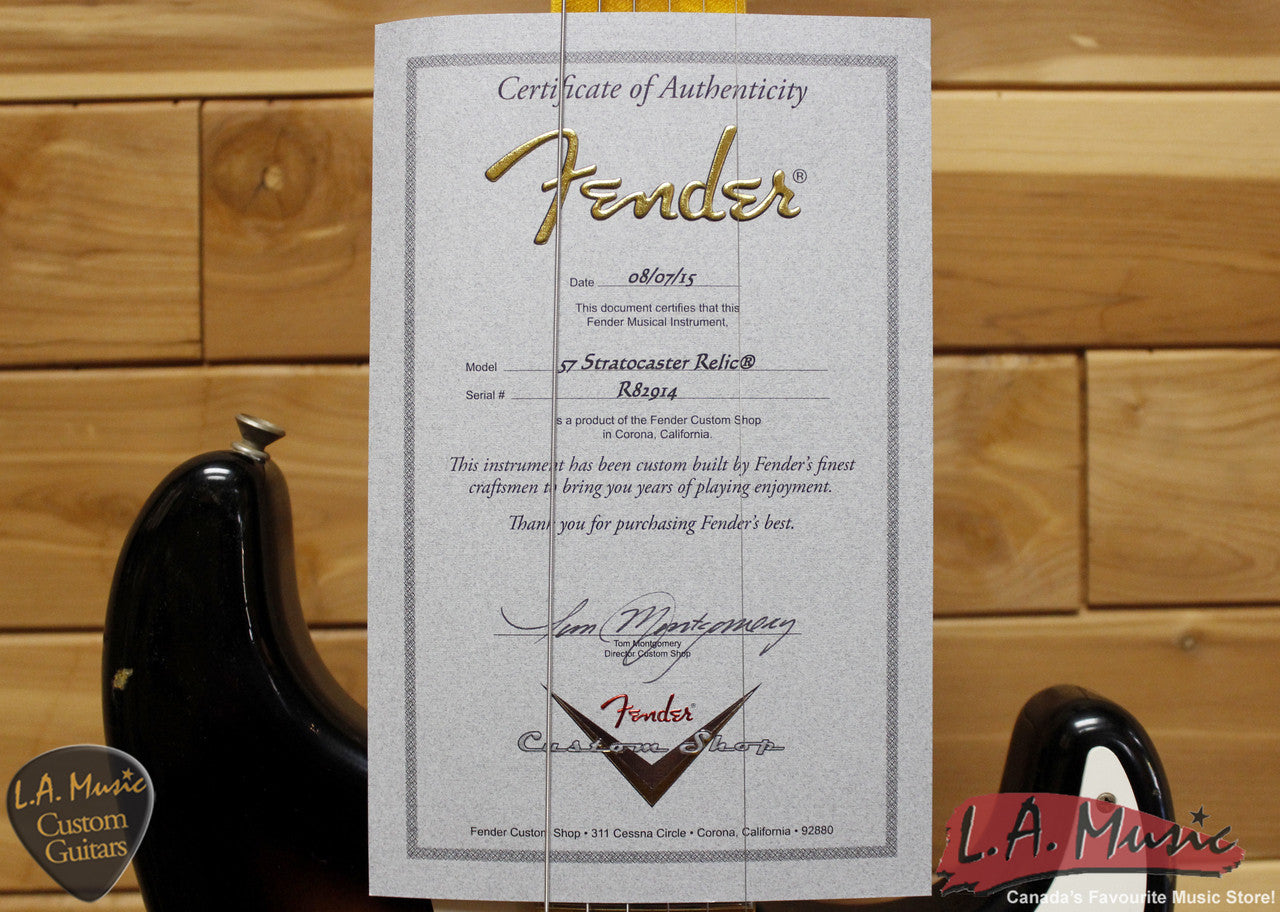 Certificate of Authenticity
Fender®
Date 08/07/15
This document certifies that this
Fender Musical Instrument,
Model 57 Stratocaster Relic®
Serial # R82914
is a product of the Fender Custom Shop
in Corona, California.
This instrument has been custom built by Fender's finest
craftsmen to bring you years of playing enjoyment.
Thank you for purchasing Fender's best.
Tom Montgomery
Tom Montgomery
Director Custom Shop
Fender®
Custom Shop
Fender Custom Shop • 311 Cessna Circle • Corona, California • 92880
L.A. Music
Custom
Guitars
L.A. Music
Canada's Favourite Music Store!